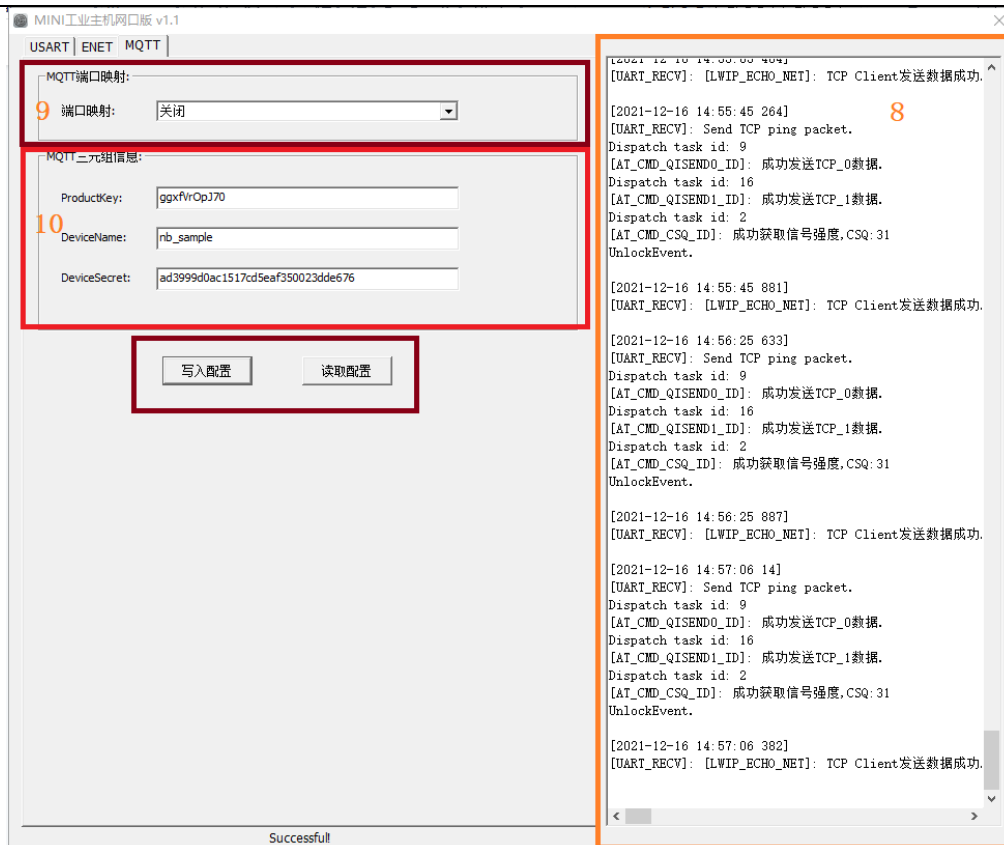 MINI工业主机网口版 v1.1
USART ENET MQTT
MQTT端口映射:
9 端口映射: 关闭
MQTT三元组信息:
ProductKey: ggxfVrOpJ70
10
DeviceName: nb_sample
DeviceSecret: ad3999d0ac1517cd5eaf350023dde676
写入配置 读取配置
Successful!
8
[UART_RECV]: [LWIP_ECHO_NET]: TCP Client发送数据成功.
[2021-12-16 14:55:45 264]
[UART_RECV]: Send TCP ping packet.
Dispatch task id: 9
[AT_CMD_QISEND0_ID]: 成功发送TCP_0数据.
Dispatch task id: 16
[AT_CMD_QISEND1_ID]: 成功发送TCP_1数据.
Dispatch task id: 2
[AT_CMD_CSQ_ID]: 成功获取信号强度,CSQ:31
UnlockEvent.
[2021-12-16 14:55:45 881]
[UART_RECV]: [LWIP_ECHO_NET]: TCP Client发送数据成功.
[2021-12-16 14:56:25 633]
[UART_RECV]: Send TCP ping packet.
Dispatch task id: 9
[AT_CMD_QISEND0_ID]: 成功发送TCP_0数据.
Dispatch task id: 16
[AT_CMD_QISEND1_ID]: 成功发送TCP_1数据.
Dispatch task id: 2
[AT_CMD_CSQ_ID]: 成功获取信号强度,CSQ:31
UnlockEvent.
[2021-12-16 14:56:25 887]
[UART_RECV]: [LWIP_ECHO_NET]: TCP Client发送数据成功.
[2021-12-16 14:57:06 14]
[UART_RECV]: Send TCP ping packet.
Dispatch task id: 9
[AT_CMD_QISEND0_ID]: 成功发送TCP_0数据.
Dispatch task id: 16
[AT_CMD_QISEND1_ID]: 成功发送TCP_1数据.
Dispatch task id: 2
[AT_CMD_CSQ_ID]: 成功获取信号强度,CSQ:31
UnlockEvent.
[2021-12-16 14:57:06 382]
[UART_RECV]: [LWIP_ECHO_NET]: TCP Client发送数据成功.